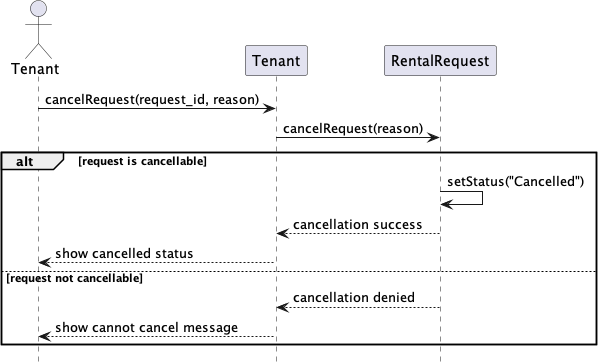 Tenant
Tenant
RentalRequest
cancelRequest(request_id, reason)
cancelRequest(reason)
alt [request is cancellable]
setStatus("Cancelled")
cancellation success
show cancelled status
[request not cancellable]
cancellation denied
show cannot cancel message